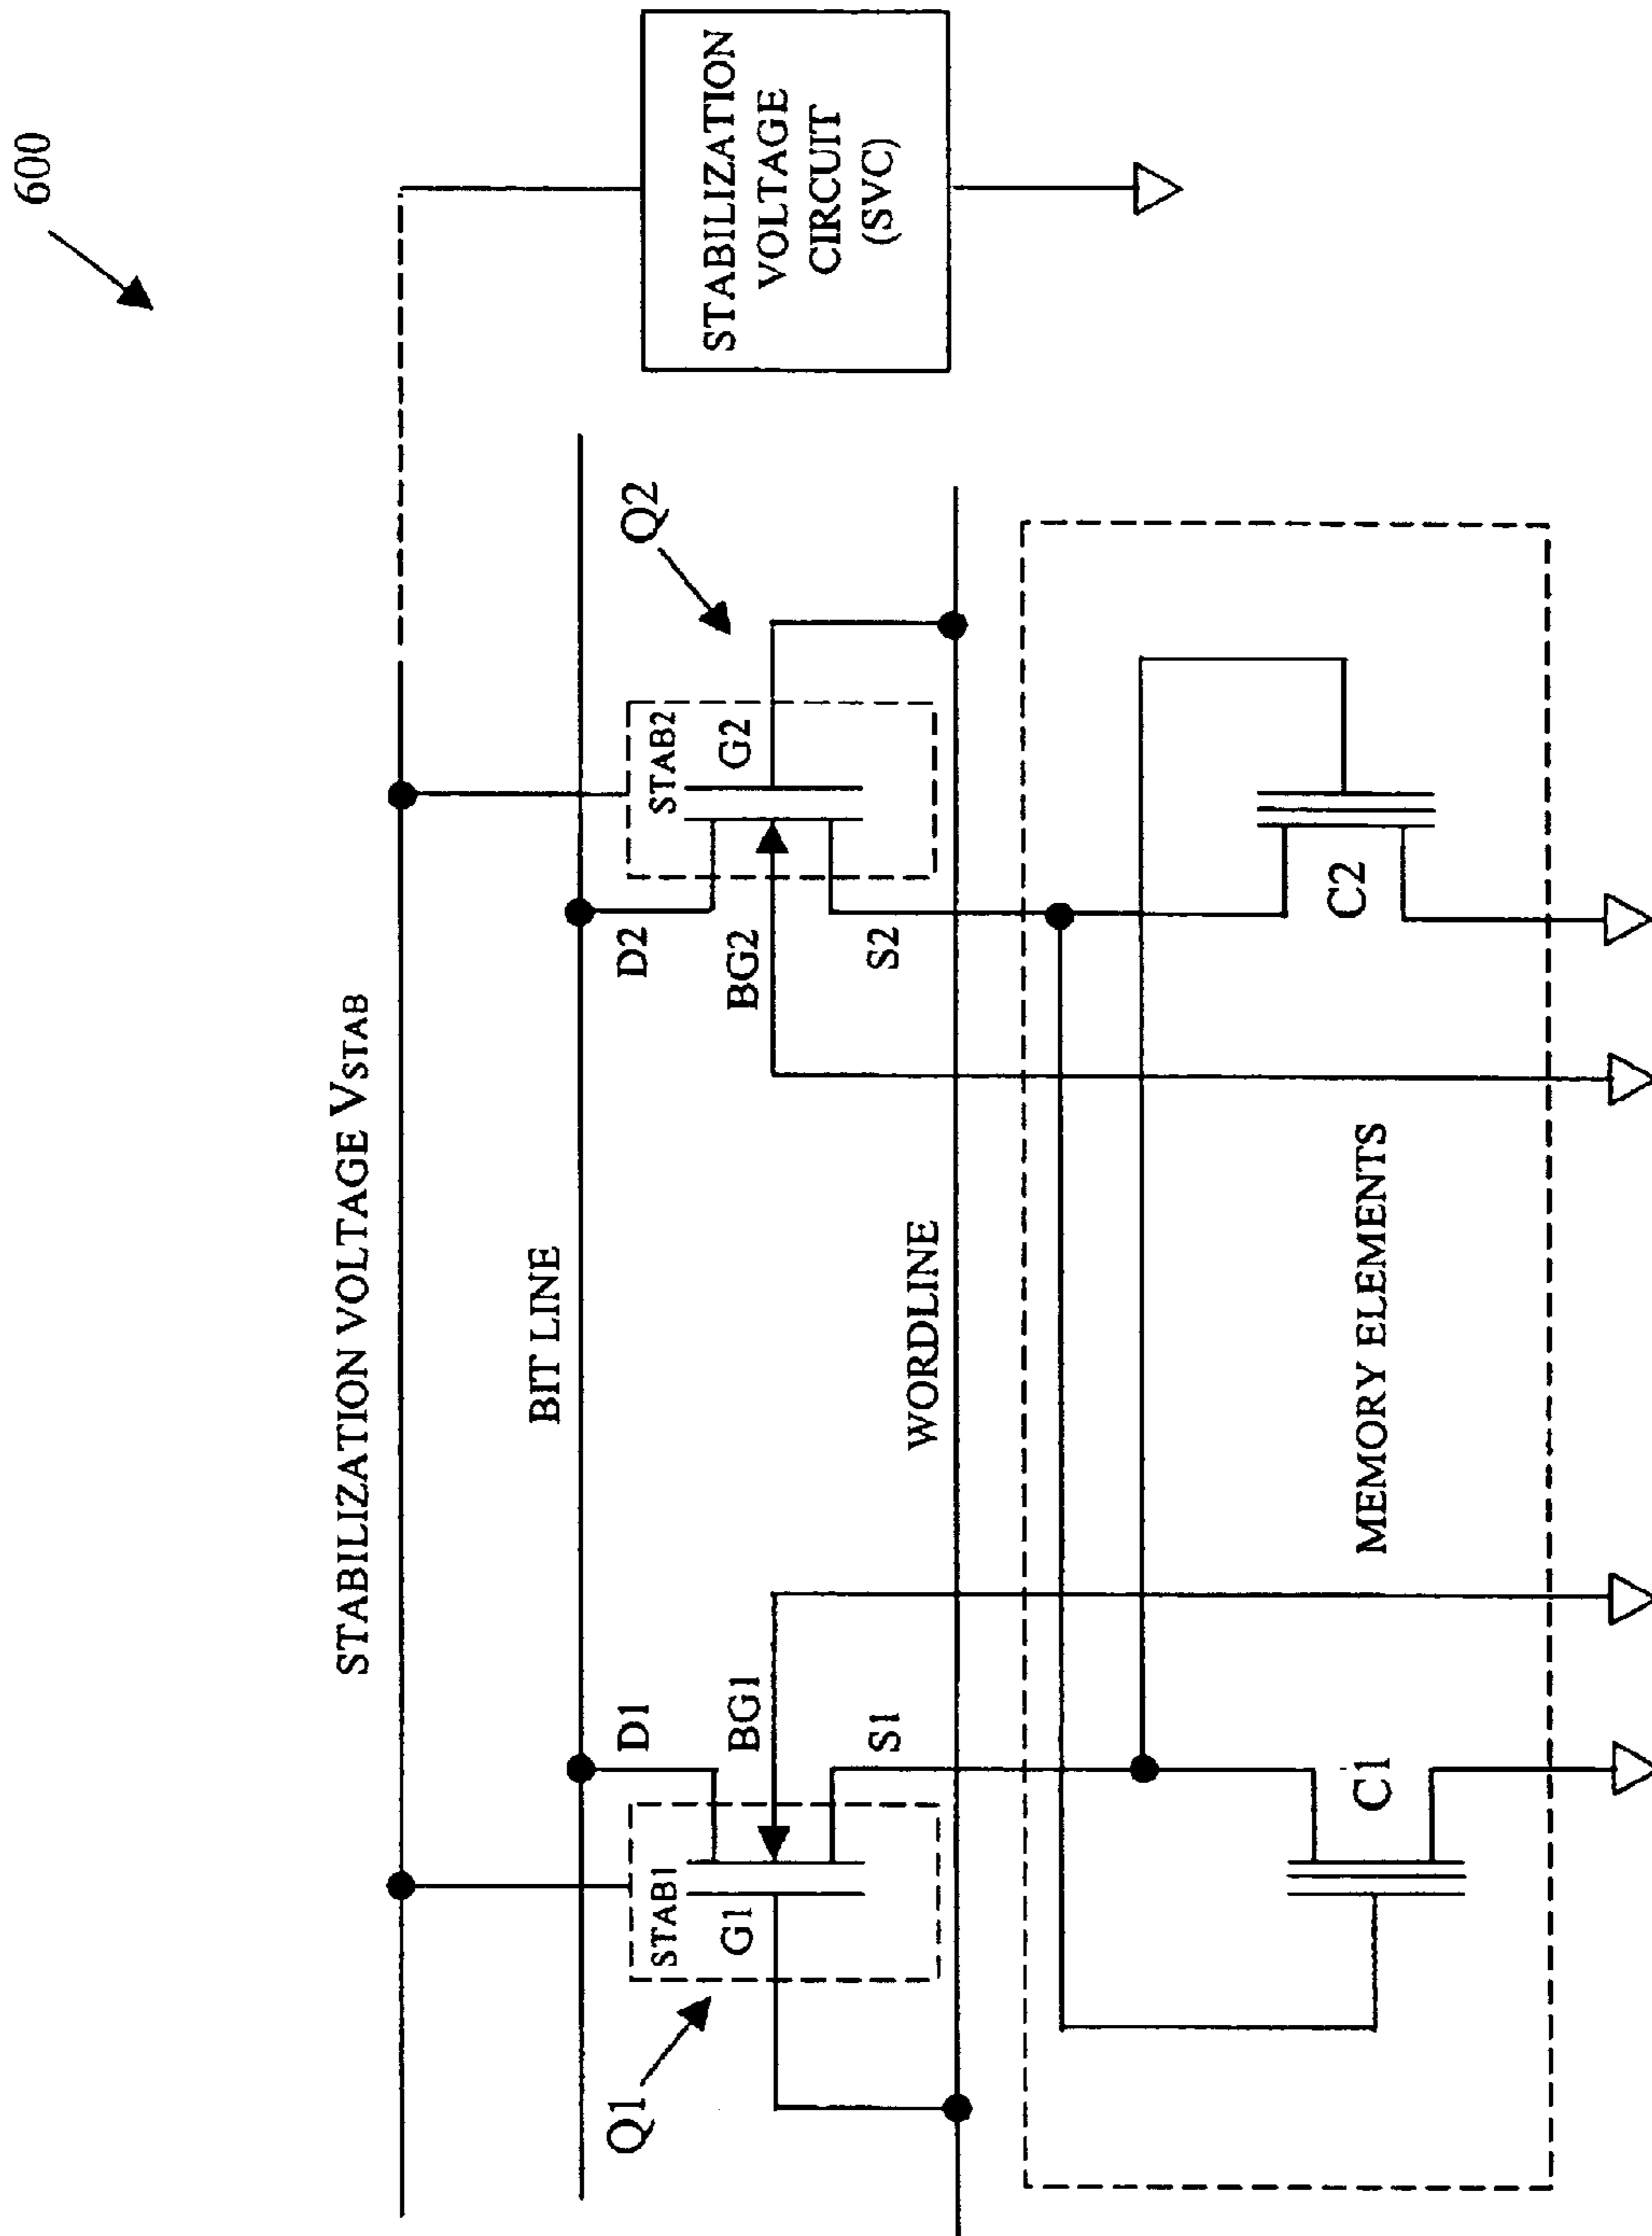 600
STABILIZATION VOLTAGE VSTAB
STABILIZATION
VOLTAGE
CIRCUIT
(SVC)
BIT LINE
Q1
STAB1
G1
D1
BG1
S1
D2
BG2
S2
STAB2
G2
Q2
WORDLINE
C1
MEMORY ELEMENTS
C2